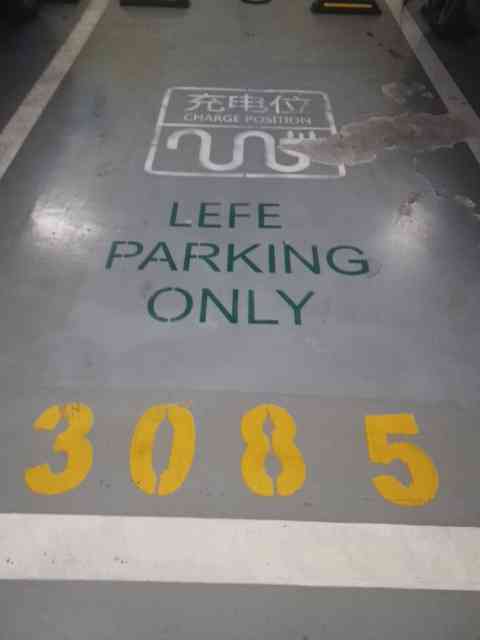 充电位
CHARGE POSITION
LEFE
PARKING
ONLY
3085